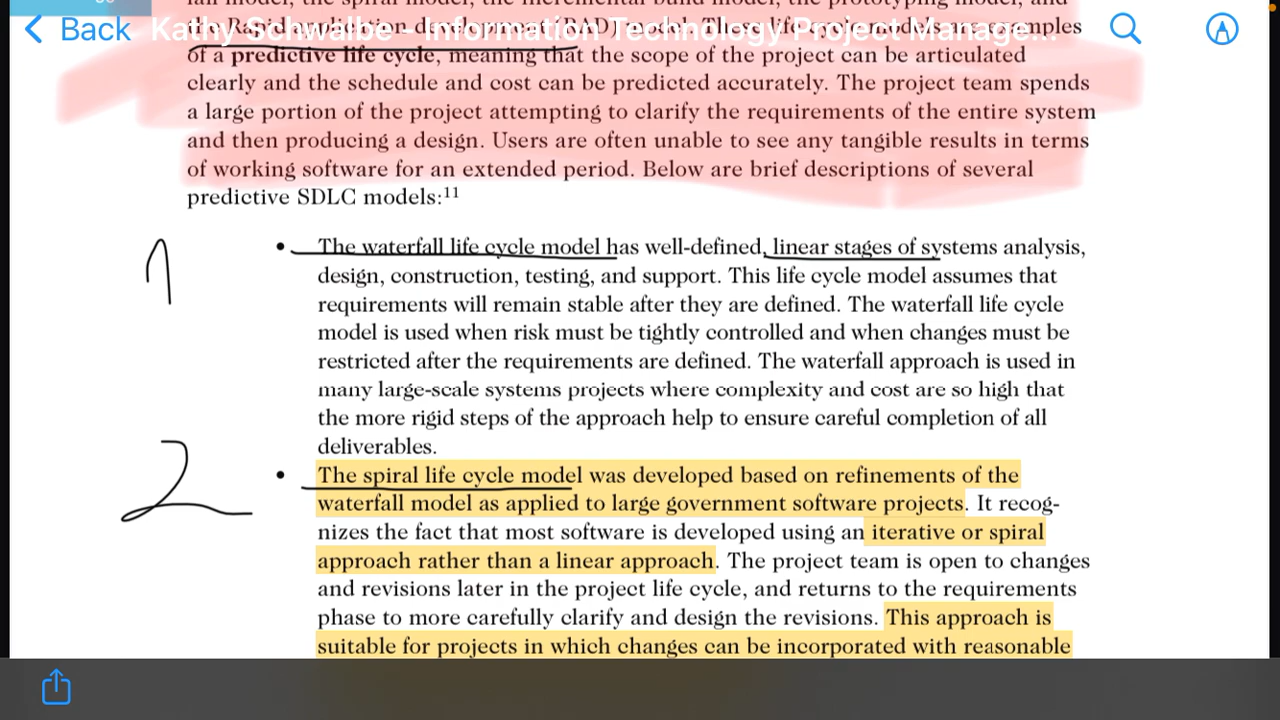 Back
Kathy Schwalbe - Information Technology Project Manage...
of a predictive life cycle, meaning that the scope of the project can be articulated
clearly and the schedule and cost can be predicted accurately. The project team spends
a large portion of the project attempting to clarify the requirements of the entire system
and then producing a design. Users are often unable to see any tangible results in terms
of working software for an extended period. Below are brief descriptions of several
predictive SDLC models:11
1
• The waterfall life cycle model has well-defined, linear stages of systems analysis,
design, construction, testing, and support. This life cycle model assumes that
requirements will remain stable after they are defined. The waterfall life cycle
model is used when risk must be tightly controlled and when changes must be
restricted after the requirements are defined. The waterfall approach is used in
many large-scale systems projects where complexity and cost are so high that
the more rigid steps of the approach help to ensure careful completion of all
deliverables.
2
• The spiral life cycle model was developed based on refinements of the
waterfall model as applied to large government software projects. It recog-
nizes the fact that most software is developed using an iterative or spiral
approach rather than a linear approach. The project team is open to changes
and revisions later in the project life cycle, and returns to the requirements
phase to more carefully clarify and design the revisions. This approach is
suitable for projects in which changes can be incorporated with reasonable